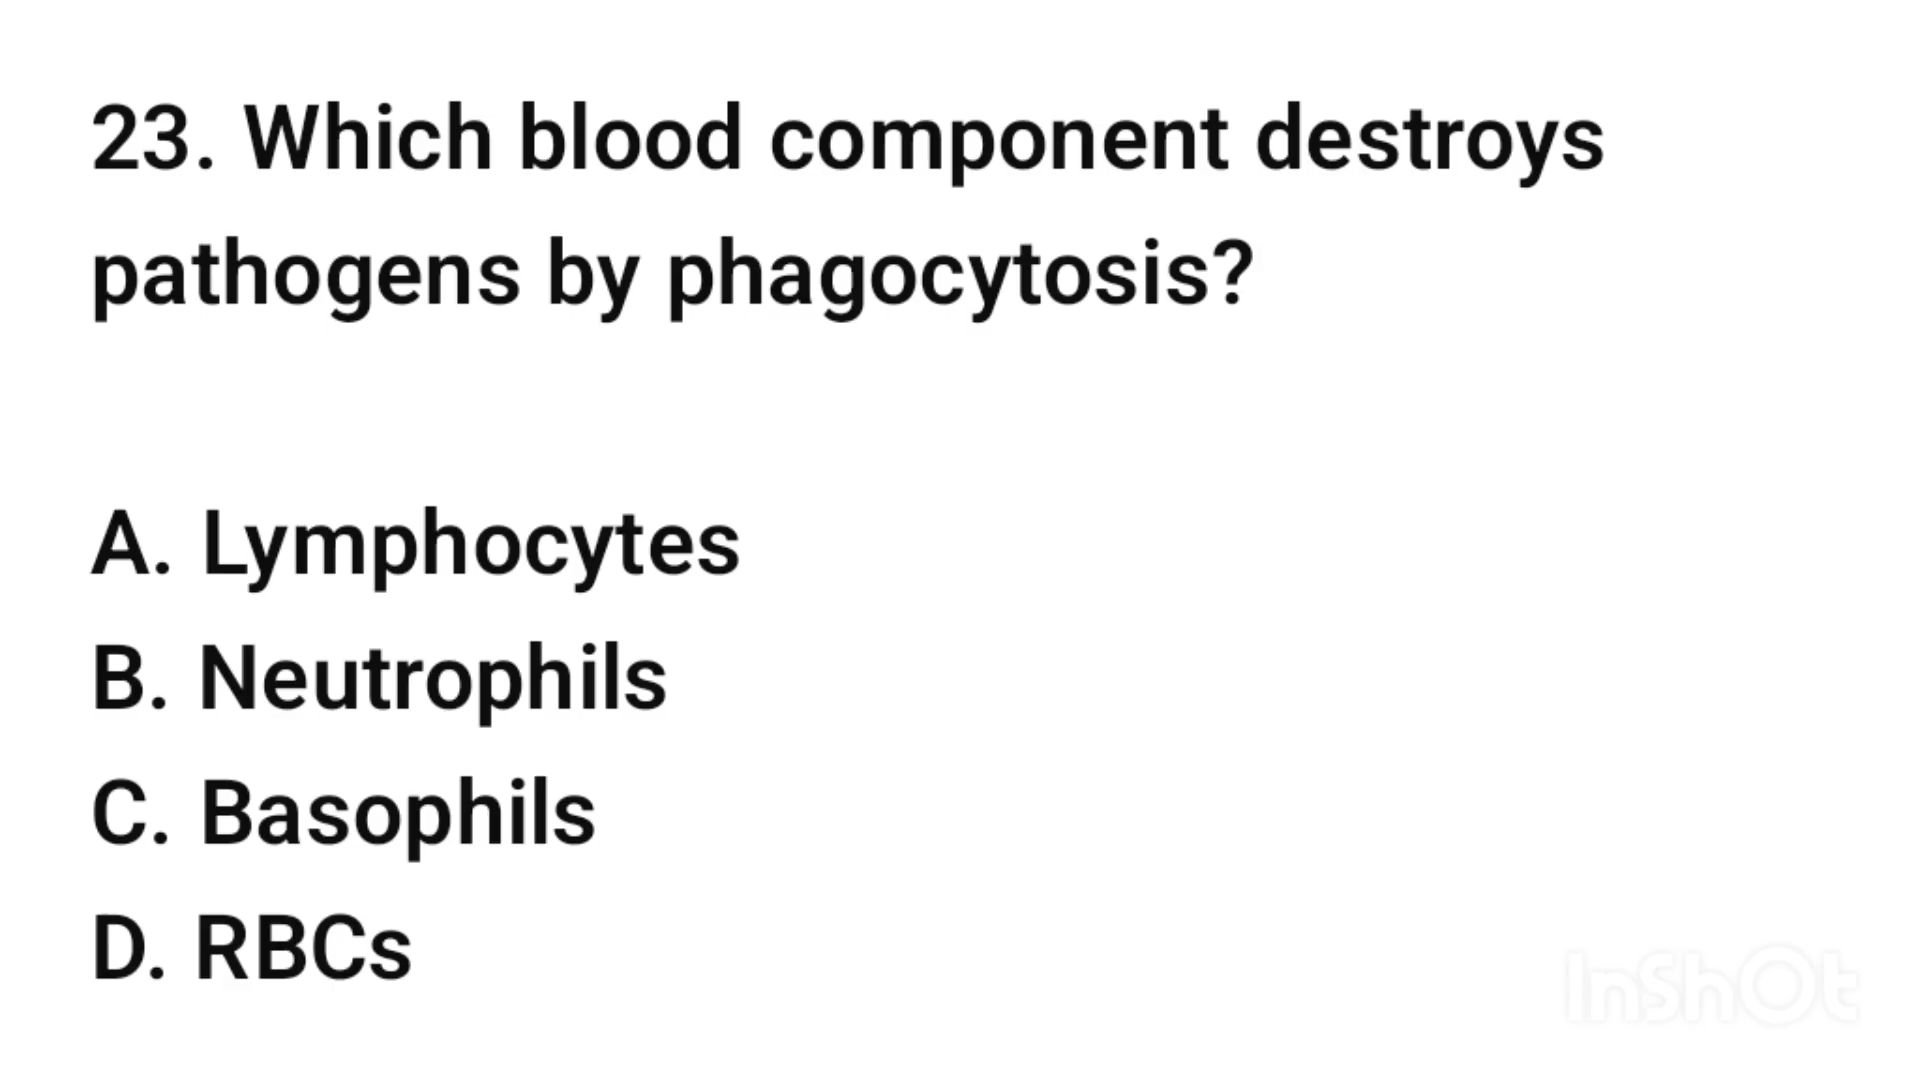 23. Which blood component destroys
pathogens by phagocytosis?
A. Lymphocytes
B. Neutrophils
C. Basophils
D. RBCs
InShOt